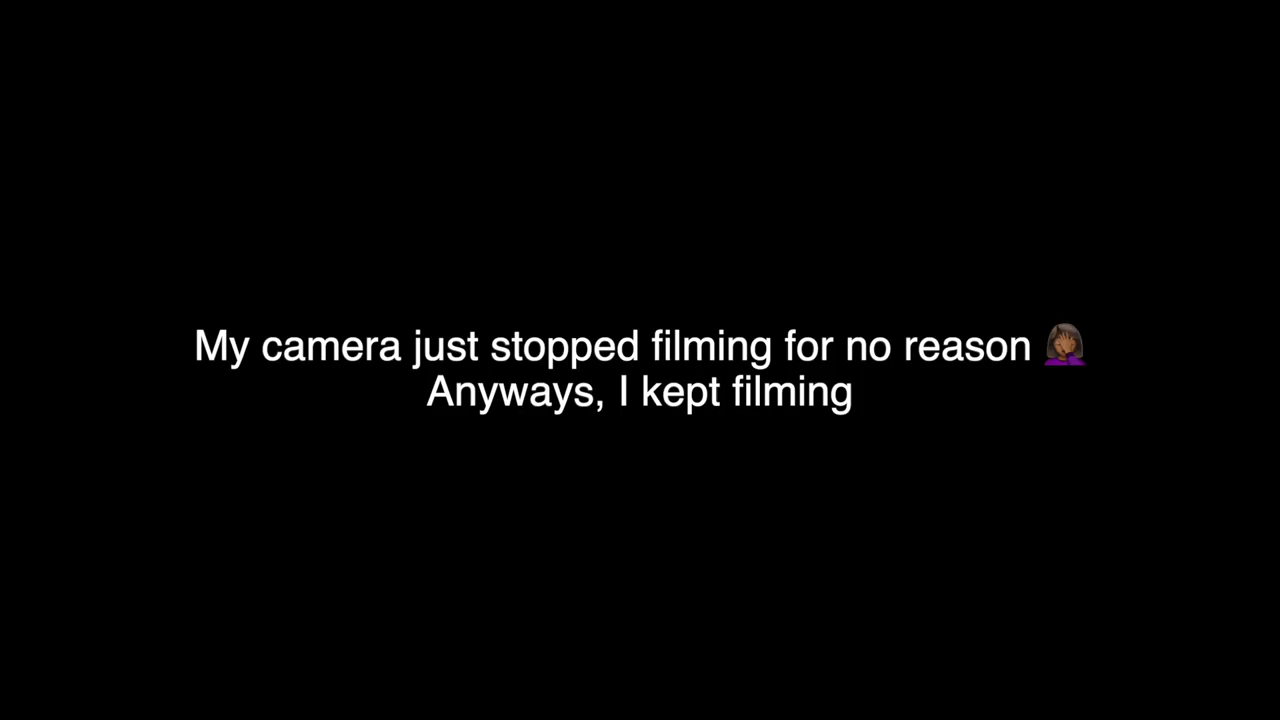 My camera just stopped filming for no reason 🤦🏾‍♀️
Anyways, I kept filming